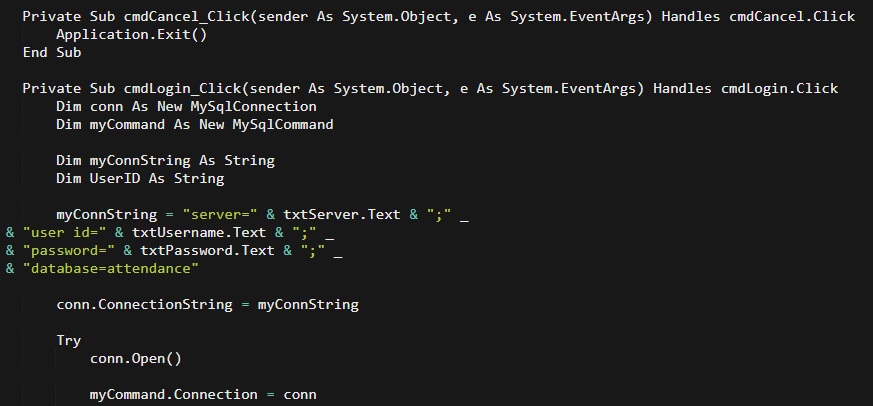 Private Sub cmdCancel_Click(sender As System.Object, e As System.EventArgs) Handles cmdCancel.Click
Application.Exit()
End Sub
Private Sub cmdLogin_Click(sender As System.Object, e As System.EventArgs) Handles cmdLogin.Click
Dim conn As New MySqlConnection
Dim myCommand As New MySqlCommand
Dim myConnString As String
Dim UserID As String
myConnString = "server=" & txtServer.Text & ";" _
& "user id=" & txtUsername.Text & ";" _
& "password=" & txtPassword.Text & ";" _
& "database=attendance"
conn.ConnectionString = myConnString
Try
conn.Open()
myCommand.Connection = conn